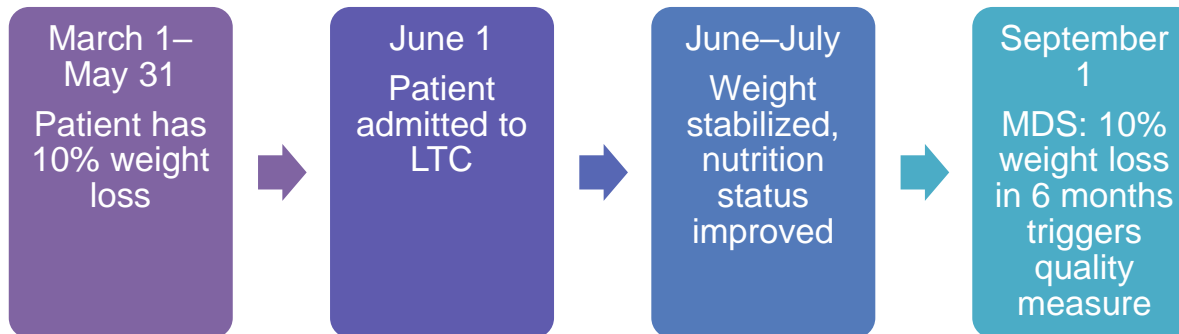 March 1–
May 31
Patient has
10% weight
loss
June 1
Patient
admitted to
LTC
June–July
Weight
stabilized,
nutrition
status
improved
September
1
MDS: 10%
weight loss
in 6 months
triggers
quality
measure